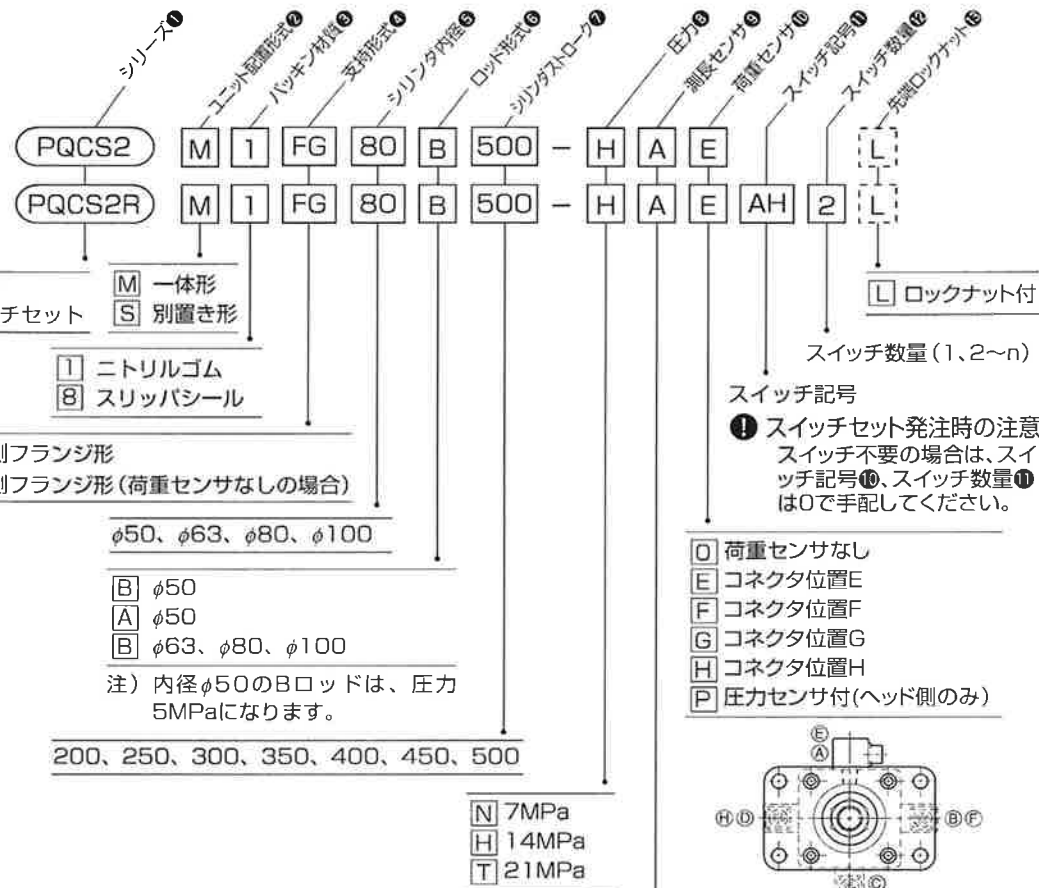 シリーズ❶
ユニット配置形式❷
パッキン材質❸
支持形式❹
シリンダ内径❺
ロッド形式❻
シリンダストローク❼
圧力❽
測長センサ❾
荷重センサ❿
スイッチ記号⓫
スイッチ数量⓬
先端ロックナット⓭
PQCS2 M 1 FG 80 B 500 − H A E L
PQCS2R M 1 FG 80 B 500 − H A E AH 2 L
チセット
M 一体形
S 別置き形
L ロックナット付
1 ニトリルゴム
8 スリッパシール
スイッチ数量（1、2〜n）
スイッチ記号
! スイッチセット発注時の注意
スイッチ不要の場合は、スイ
ッチ記号❿、スイッチ数量⓫
は0で手配してください。
側フランジ形
側フランジ形（荷重センサなしの場合）
φ50、φ63、φ80、φ100
B φ50
A φ50
B φ63、φ80、φ100
注）内径φ50のBロッドは、圧力
5MPaになります。
200、250、300、350、400、450、500
N 7MPa
H 14MPa
T 21MPa
0 荷重センサなし
E コネクタ位置E
F コネクタ位置F
G コネクタ位置G
H コネクタ位置H
P 圧力センサ付(ヘッド側のみ）
Ⓔ
Ⓐ
ⒽⒹ
ⒷⒻ
Ⓒ